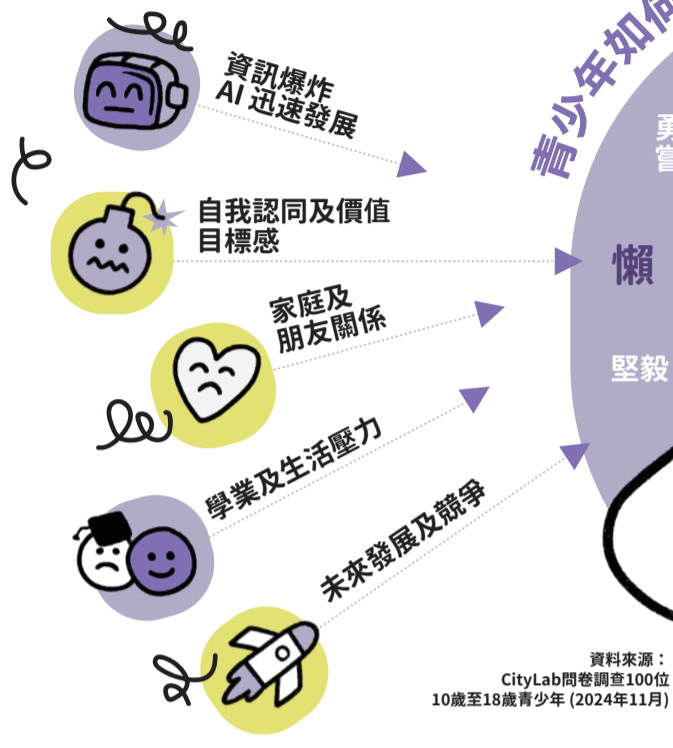 資訊爆炸
AI 迅速發展
自我認同及價值
目標感
家庭及
朋友關係
學業及生活壓力
未來發展及競爭
青少年如何
勇
嘗
懶
堅毅
資料來源：
CityLab問卷調查100位
10歲至18歲青少年 (2024年11月)